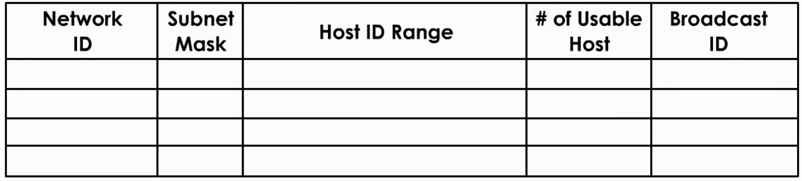 Network ID
Subnet Mask
Host ID Range
# of Usable Host
Broadcast ID